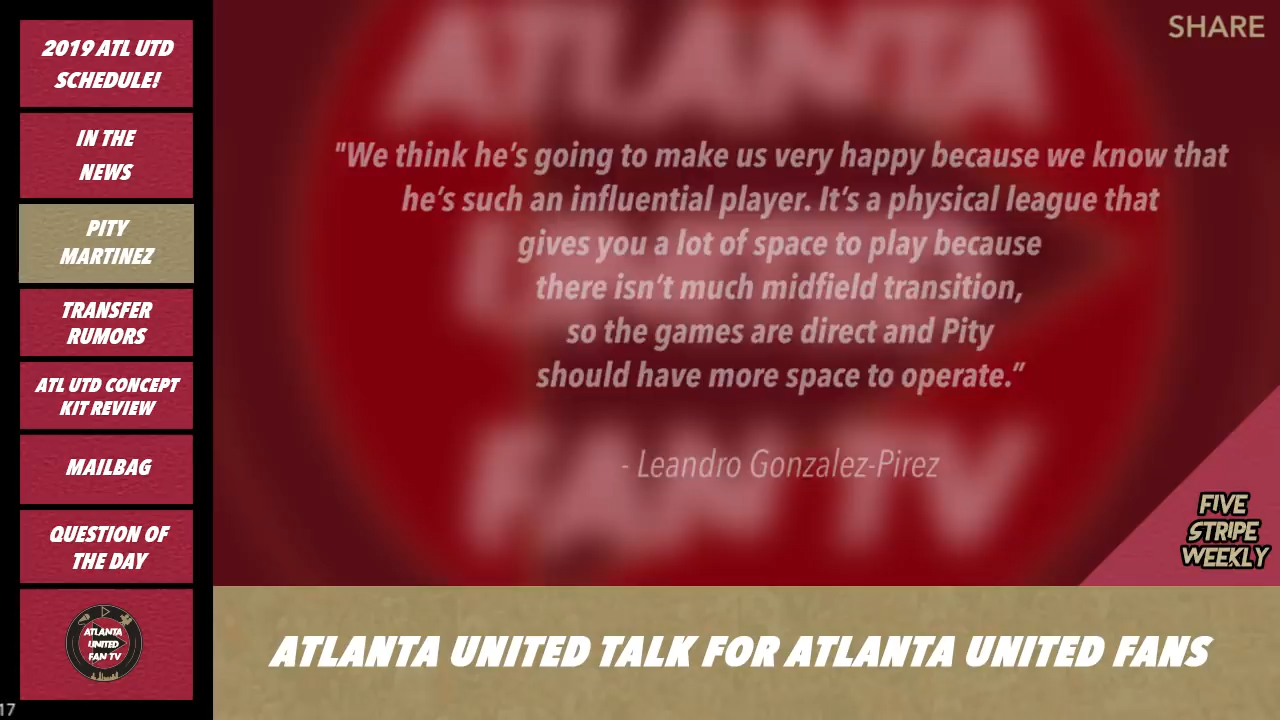 2019 ATL UTD
SCHEDULE!
IN THE
NEWS
PITY
MARTINEZ
TRANSFER
RUMORS
ATL UTD CONCEPT
KIT REVIEW
MAILBAG
QUESTION OF
THE DAY
ATLANTA
UNITED
FAN TV
17
SHARE
ATLANTA
UNITED
FAN TV
"We think he's going to make us very happy because we know that
he's such an influential player. It's a physical league that
gives you a lot of space to play because
there isn't much midfield transition,
so the games are direct and Pity
should have more space to operate."
- Leandro Gonzalez-Pirez
FIVE
STRIPE
WEEKLY
ATLANTA UNITED TALK FOR ATLANTA UNITED FANS